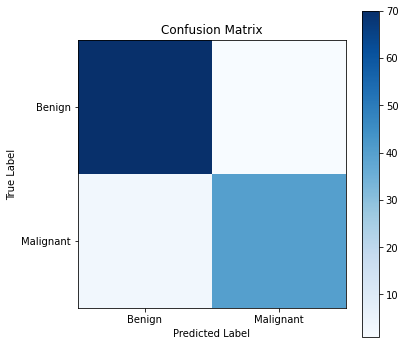 Confusion Matrix
True Label
Benign
Malignant
Benign Malignant
Predicted Label
70
60
50
40
30
20
10